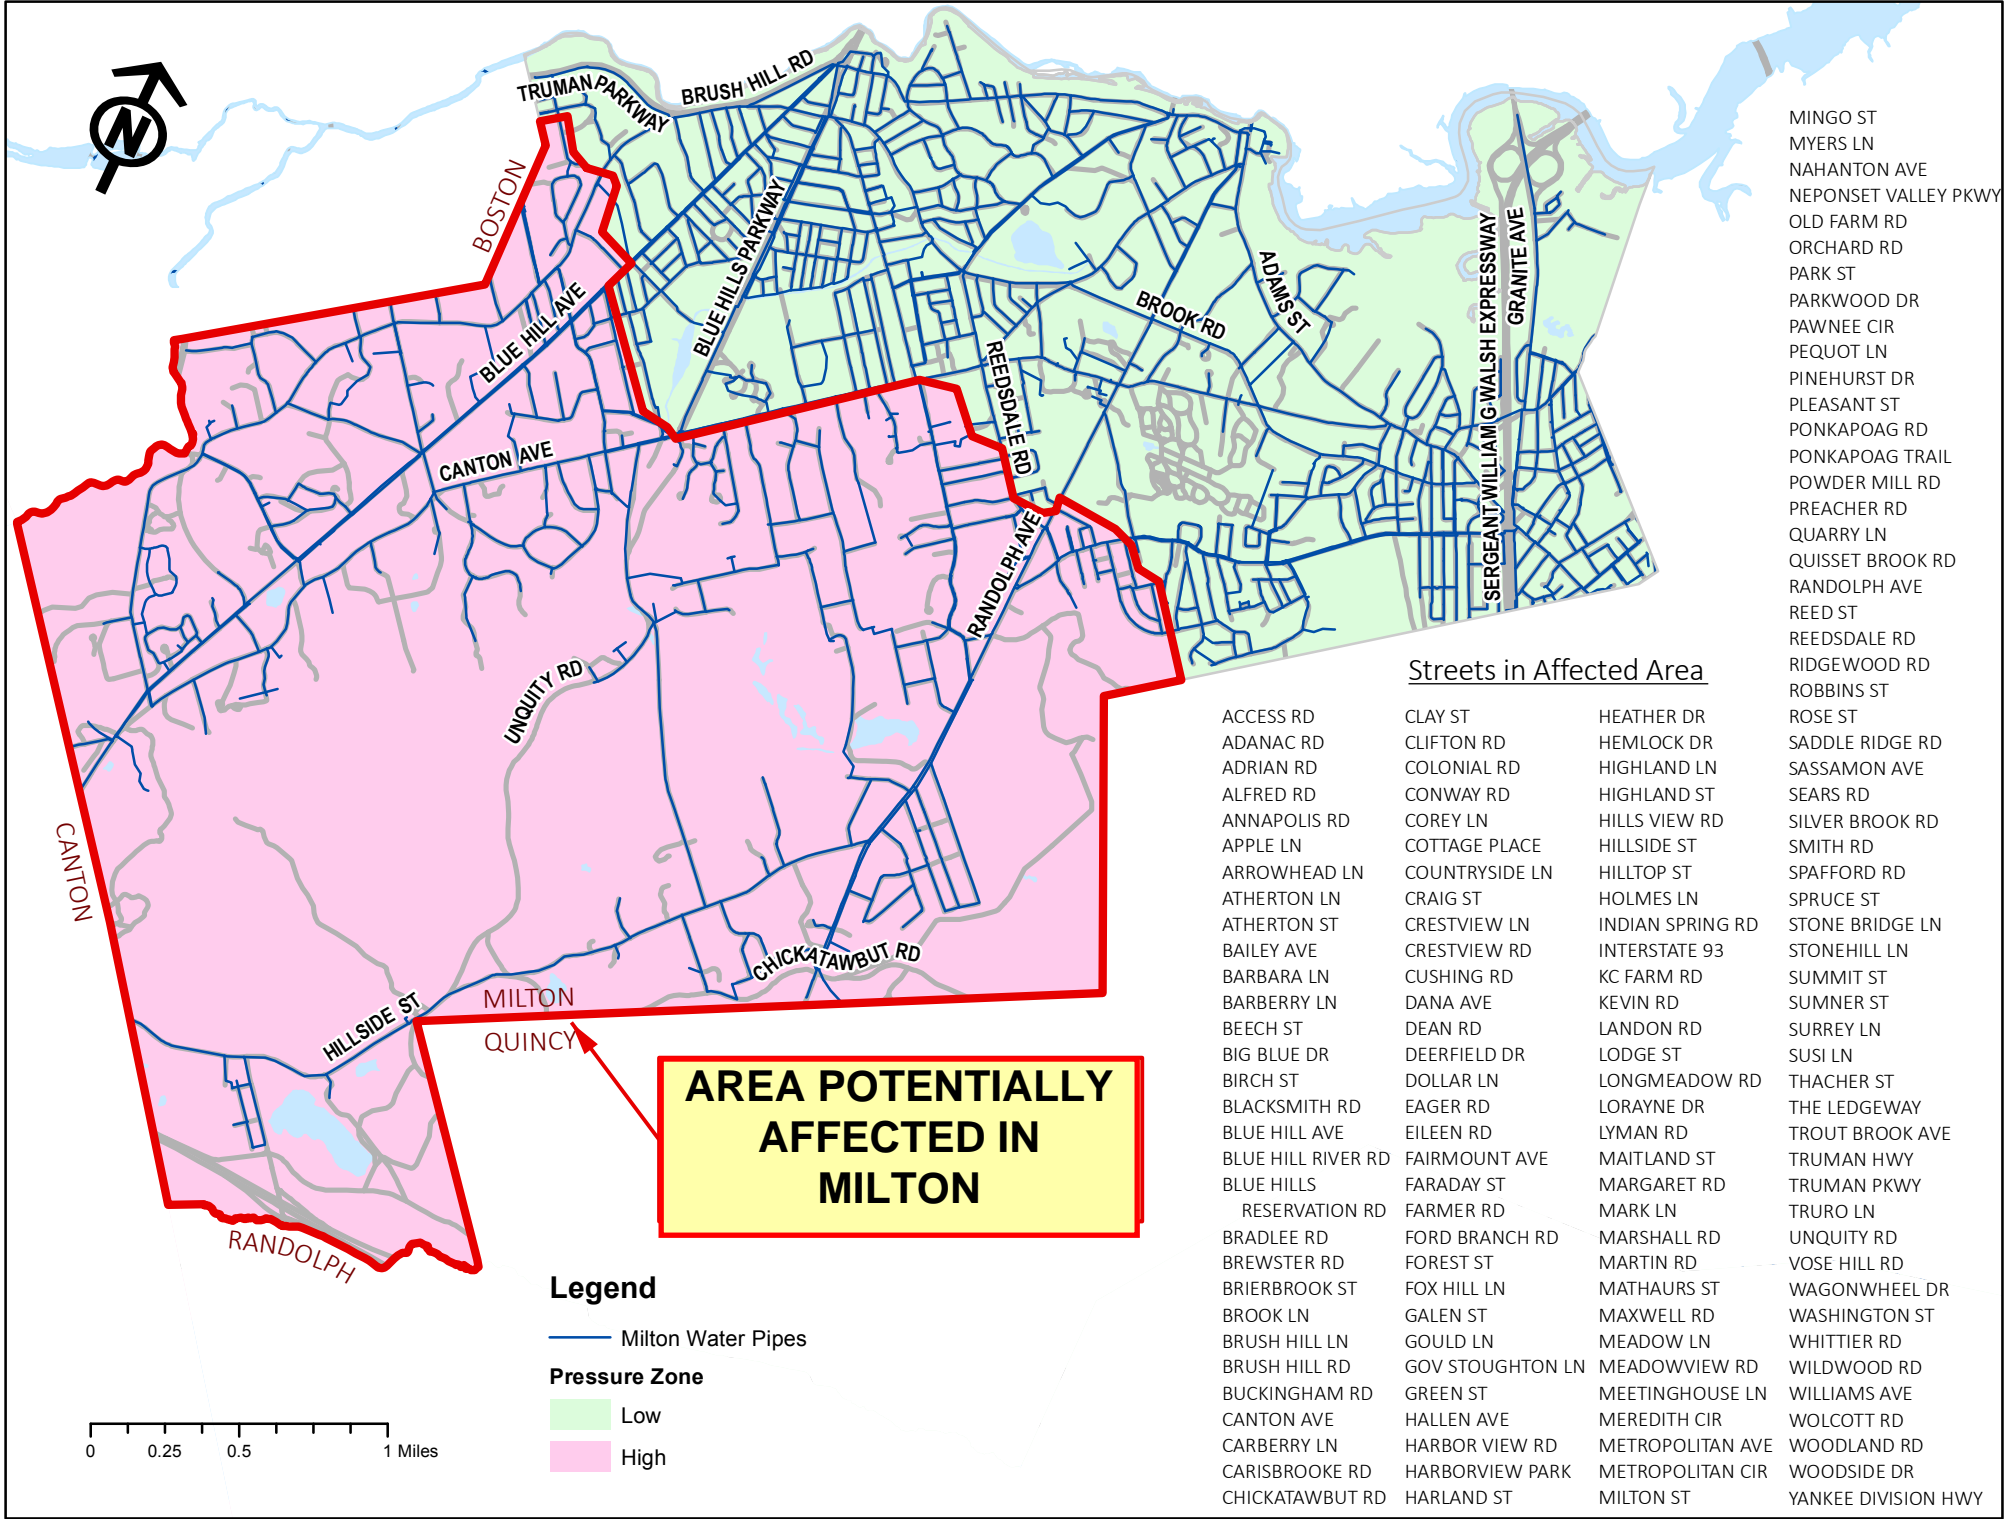 N
BOSTON
TRUMAN PARKWAY
BRUSH HILL RD
BLUE HILLS PARKWAY
BLUE HILL AVE
CANTON AVE
REEDSDALE RD
BROOK RD
ADAMS ST
SERGEANT WILLIAM G WALSH EXPRESSWAY
GRANITE AVE
RANDOLPH AVE
UNQUITY RD
CHICKATAWBUT RD
HILLSIDE ST
CANTON
MILTON
QUINCY
RANDOLPH
AREA POTENTIALLY
AFFECTED IN
MILTON
Legend
Milton Water Pipes
Pressure Zone
Low
High
0 0.25 0.5 1 Miles
Streets in Affected Area
ACCESS RD
ADANAC RD
ADRIAN RD
ALFRED RD
ANNAPOLIS RD
APPLE LN
ARROWHEAD LN
ATHERTON LN
ATHERTON ST
BAILEY AVE
BARBARA LN
BARBERRY LN
BEECH ST
BIG BLUE DR
BIRCH ST
BLACKSMITH RD
BLUE HILL AVE
BLUE HILL RIVER RD
BLUE HILLS
RESERVATION RD
BRADLEE RD
BREWSTER RD
BRIERBROOK ST
BROOK LN
BRUSH HILL LN
BRUSH HILL RD
BUCKINGHAM RD
CANTON AVE
CARBERRY LN
CARISBROOKE RD
CHICKATAWBUT RD
CLAY ST
CLIFTON RD
COLONIAL RD
CONWAY RD
COREY LN
COTTAGE PLACE
COUNTRYSIDE LN
CRAIG ST
CRESTVIEW LN
CRESTVIEW RD
CUSHING RD
DANA AVE
DEAN RD
DEERFIELD DR
DOLLAR LN
EAGER RD
EILEEN RD
FAIRMOUNT AVE
FARADAY ST
FARMER RD
FORD BRANCH RD
FOREST ST
FOX HILL LN
GALEN ST
GOULD LN
GOV STOUGHTON LN
GREEN ST
HALLEN AVE
HARBOR VIEW RD
HARBORVIEW PARK
HARLAND ST
HEATHER DR
HEMLOCK DR
HIGHLAND LN
HIGHLAND ST
HILLS VIEW RD
HILLSIDE ST
HILLTOP ST
HOLMES LN
INDIAN SPRING RD
INTERSTATE 93
KC FARM RD
KEVIN RD
LANDON RD
LODGE ST
LONGMEADOW RD
LORAYNE DR
LYMAN RD
MAITLAND ST
MARGARET RD
MARK LN
MARSHALL RD
MARTIN RD
MATHAURS ST
MAXWELL RD
MEADOW LN
MEADOWVIEW RD
MEETINGHOUSE LN
MEREDITH CIR
METROPOLITAN AVE
METROPOLITAN CIR
MILTON ST
MINGO ST
MYERS LN
NAHANTON AVE
NEPONSET VALLEY PKWY
OLD FARM RD
ORCHARD RD
PARK ST
PARKWOOD DR
PAWNEE CIR
PEQUOT LN
PINEHURST DR
PLEASANT ST
PONKAPOAG RD
PONKAPOAG TRAIL
POWDER MILL RD
PREACHER RD
QUARRY LN
QUISSET BROOK RD
RANDOLPH AVE
REED ST
REEDSDALE RD
RIDGEWOOD RD
ROBBINS ST
ROSE ST
SADDLE RIDGE RD
SASSAMON AVE
SEARS RD
SILVER BROOK RD
SMITH RD
SPAFFORD RD
SPRUCE ST
STONE BRIDGE LN
STONEHILL LN
SUMMIT ST
SUMNER ST
SURREY LN
SUSI LN
THACHER ST
THE LEDGEWAY
TROUT BROOK AVE
TRUMAN HWY
TRUMAN PKWY
TRURO LN
UNQUITY RD
VOSE HILL RD
WAGONWHEEL DR
WASHINGTON ST
WHITTIER RD
WILDWOOD RD
WILLIAMS AVE
WOLCOTT RD
WOODLAND RD
WOODSIDE DR
YANKEE DIVISION HWY